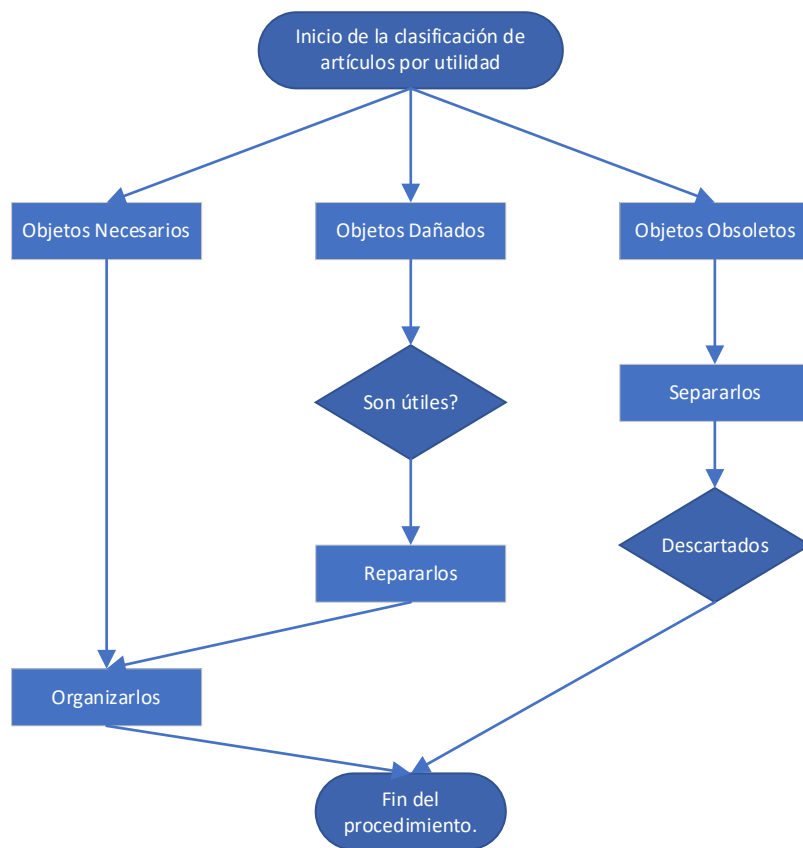 Inicio de la clasificación de
artículos por utilidad
Objetos Necesarios
Objetos Dañados
Objetos Obsoletos
Son útiles?
Separarlos
Descartados
Repararlos
Organizarlos
Fin del
procedimiento.